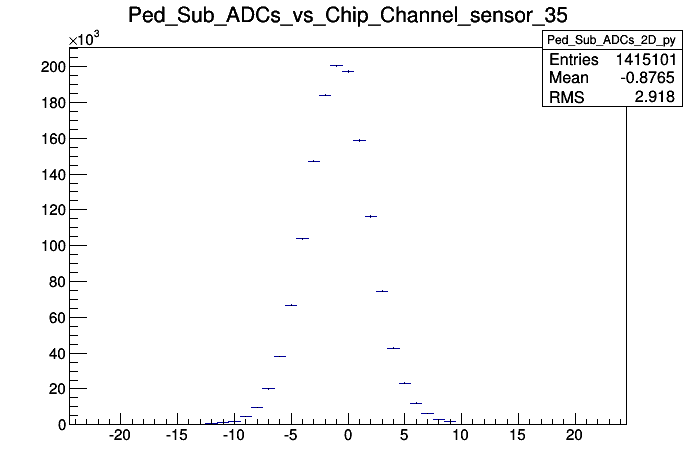 Ped_Sub_ADCs_vs_Chip_Channel_sensor_35
×10³
Ped_Sub_ADCs_2D_py
Entries 1415101
Mean -0.8765
RMS 2.918
200
180
160
140
120
100
80
60
40
20
0
-20 -15 -10 -5 0 5 10 15 20